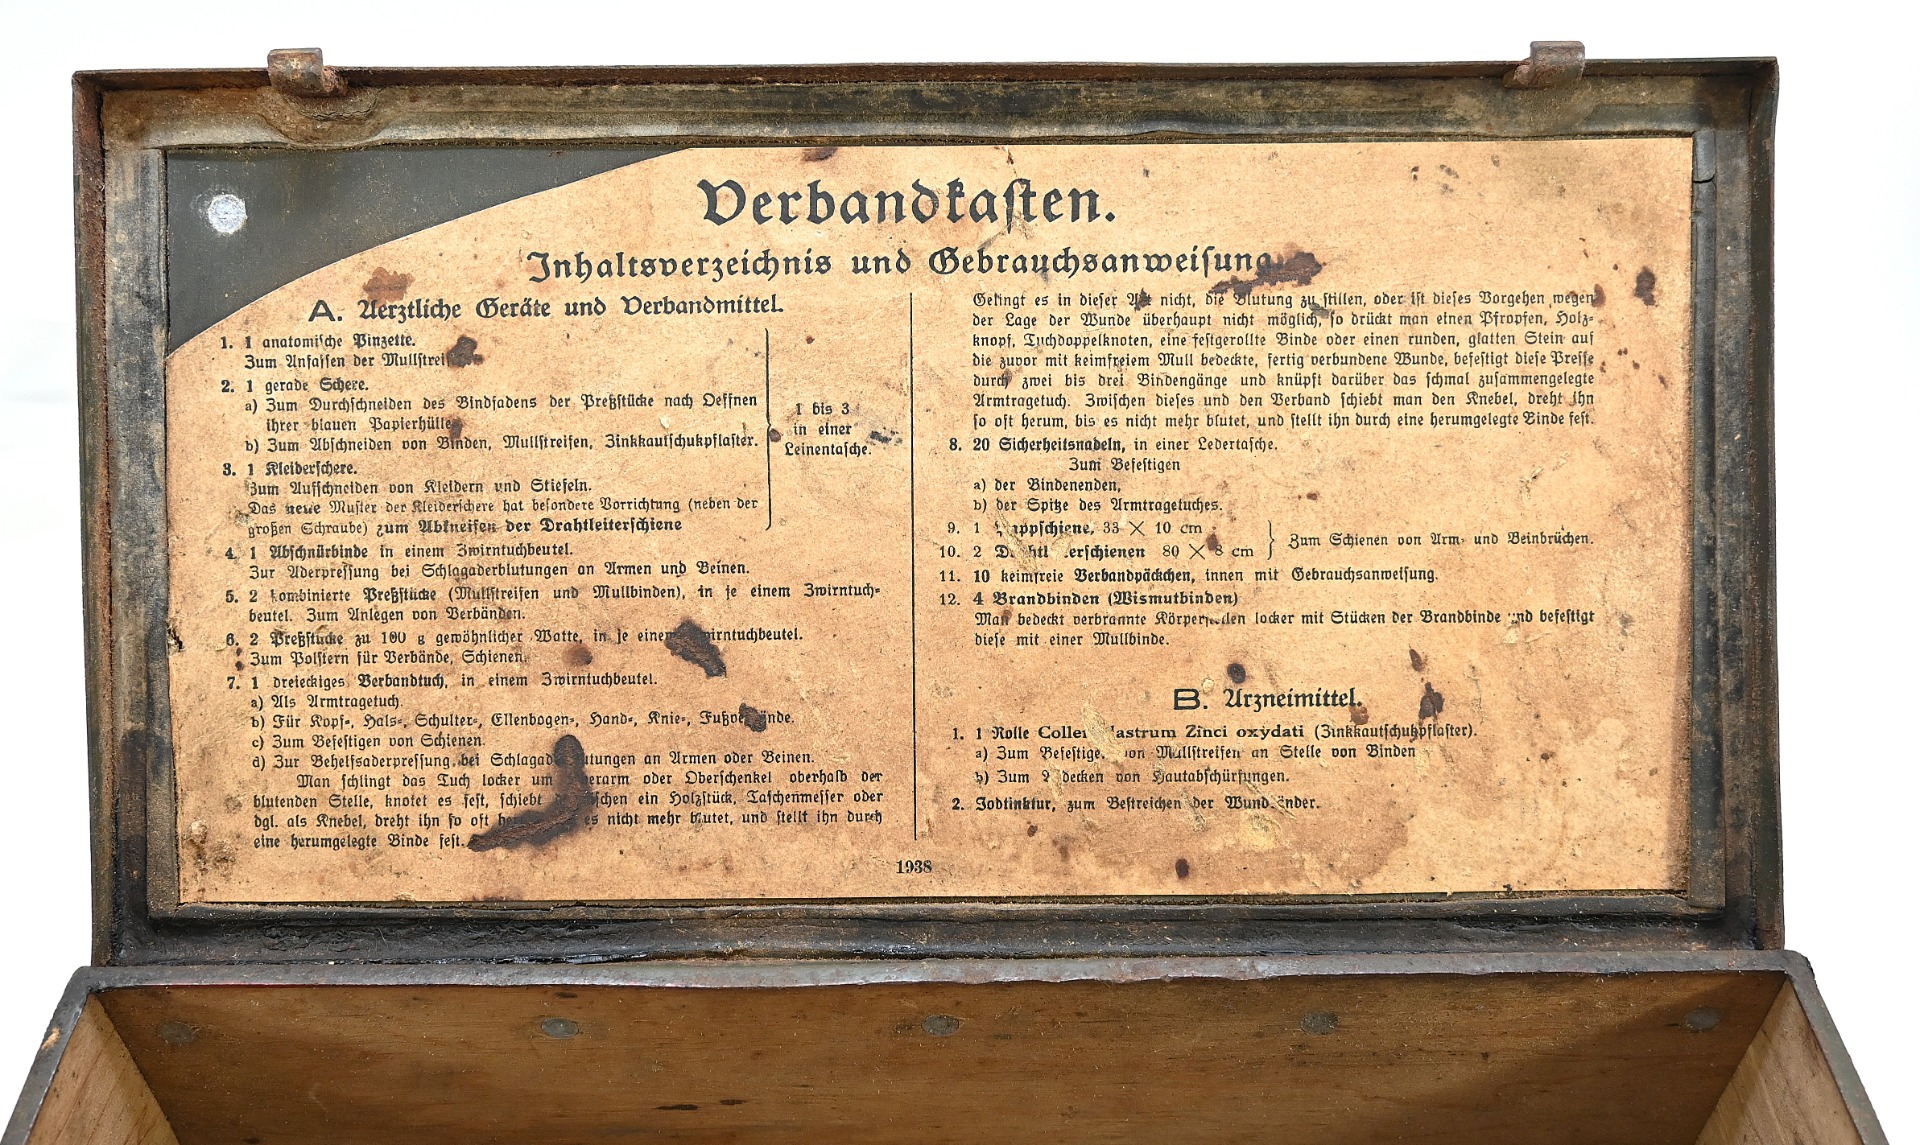 Verbandkasten.
Inhaltsverzeichnis und Gebrauchsanweisung
A. Aerztliche Geräte und Verbandmittel.
1. 1 anatomische Pinzette.
Zum Anfassen der
2. 1 gerade Schere.
a) Zum Durchschneiden des Bindfadens der Preßstücke nach Oeffnen
ihrer blauen Papierhülle
b) Zum Abschneiden von Binden, Mullstreifen, Zinkkautschukpflaster.
3. 1 Kleiderschere.
Zum Aufschneiden von Kleidern und Stiefeln.
Das neue Muster der Kleiderschere hat besondere Vorrichtung (neben der
großen Schraube) zum Abkneifen der Drahtleiterschiene
1 bis 3
in einer
Leinentasche.
4. 1 Abschnürbinde in einem Zwirntuchbeutel.
Zur Aderpressung bei Schlagaderblutungen an Armen und Beinen.
5. 2 kombinierte Preßstücke (Mullstreifen und Mullbinden), in je einem Zwirntuch-
beutel. Zum Anlegen von Verbänden.
6. 2 Preßstücke zu 100 g gewöhnlicher Watte, in je einem
Zum Polstern für Verbände, Schienen.
7. 1 dreieckiges Verbandtuch, in einem Zwirntuchbeutel.
a) Als Armtragetuch.
b) Für Kopf-, Hals-, Schulter-, Ellenbogen-, Hand-, Knie-,
c) Zum Befestigen von Schienen.
d) Zur Behelfsaderpressung bei an Armen oder Beinen.
Man schlingt das Tuch locker um oder Oberschenkel oberhalb der
blutenden Stelle, knotet es fest, schiebt ein Holzstück, Taschenmesser oder
dgl. als Knebel, dreht ihn so oft es nicht mehr blutet, und stellt ihn durch
eine herumgelegte Binde fest.
Gelingt es in dieser Art nicht, die Blutung zu stillen, oder ist dieses Vorgehen wegen
der Lage der Wunde überhaupt nicht möglich, so drückt man einen Pfropfen, Holz-
knopf, Tuchdoppelknoten, eine festgerollte Binde oder einen runden, glatten Stein auf
die zuvor mit keimfreiem Mull bedeckte, fertig verbundene Wunde, befestigt diese Presse
durch zwei bis drei Bindengänge und knüpft darüber das schmal zusammengelegte
Armtragetuch. Zwischen dieses und den Verband schiebt man den Knebel, dreht ihn
so oft herum, bis es nicht mehr blutet, und stellt ihn durch eine herumgelegte Binde fest.
8. 20 Sicherheitsnadeln, in einer Ledertasche.
Zum Befestigen
a) der Bindenenden,
b) der Spitze des Armtragetuches.
9. 1 33 × 10 cm
10. 2 80 × 8 cm
Zum Schienen von Arm- und Beinbrüchen.
11. 10 keimfreie Verbandpäckchen, innen mit Gebrauchsanweisung.
12. 4 Brandbinden (Wismutbinden)
Man bedeckt verbrannte locker mit Stücken der Brandbinde und befestigt
diese mit einer Mullbinde.
B. Arzneimittel.
1. 1 Rolle Zinci oxydati (Zinkkautschukpflaster).
a) Zum von Mullstreifen an Stelle von Binden
b) Zum von Hautabschürfungen.
2. Jodtinktur, zum Bestreichen der
1938